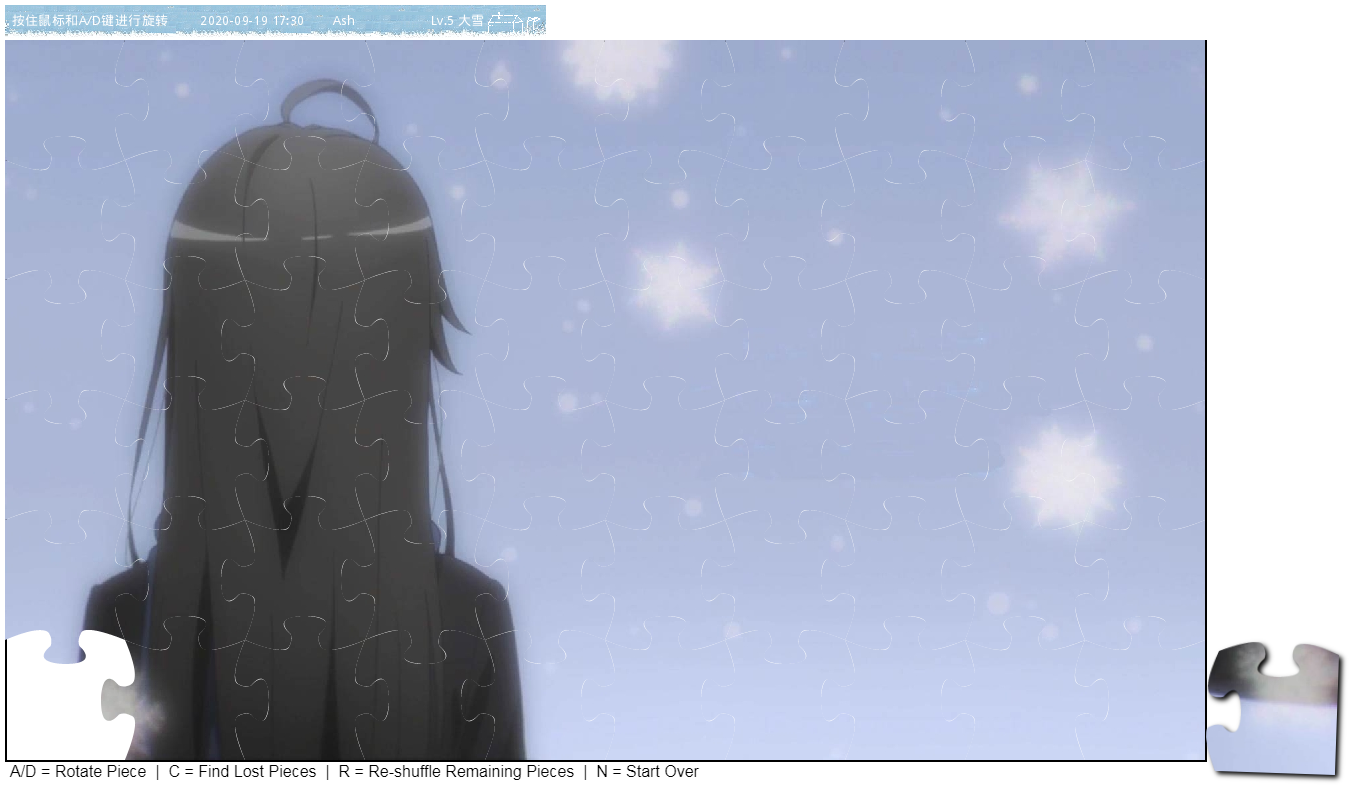 按住鼠标和A/D键进行旋转 2020-09-19 17:30 Ash Lv.5 大雪
A/D = Rotate Piece | C = Find Lost Pieces | R = Re-shuffle Remaining Pieces | N = Start Over